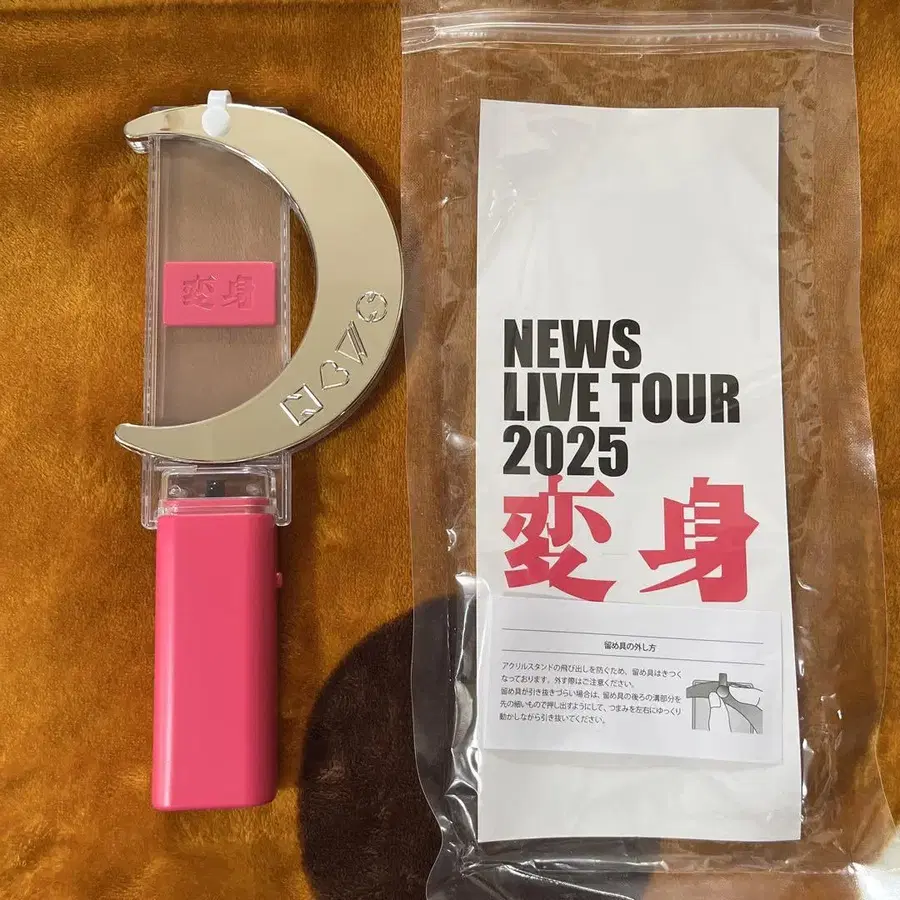 変身
NEWS
NEWS
LIVE TOUR
2025
変身
留め具の外し方
アクリルスタンドの飛び出しを防ぐため、留め具はきつく
なっております。外す際はご注意ください。
留め具が引き抜きづらい場合は、留め具の後ろの溝部分を
先の細いもので押し出すようにして、つまみを左右にゆっくり
動かしながら引き抜いてください。